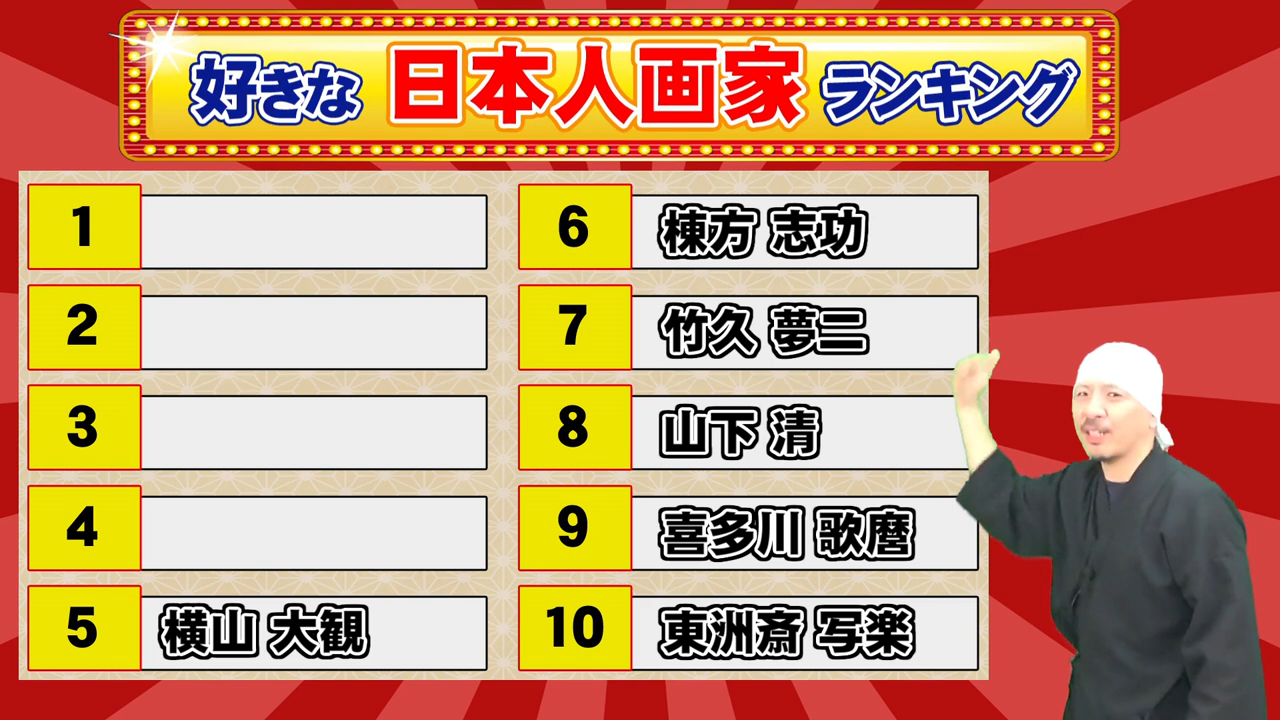 好きな 日本人画家 ランキング
1
2
3
4
5 横山 大観
6 棟方 志功
7 竹久 夢二
8 山下 清
9 喜多川 歌麿
10 東洲斎 写楽